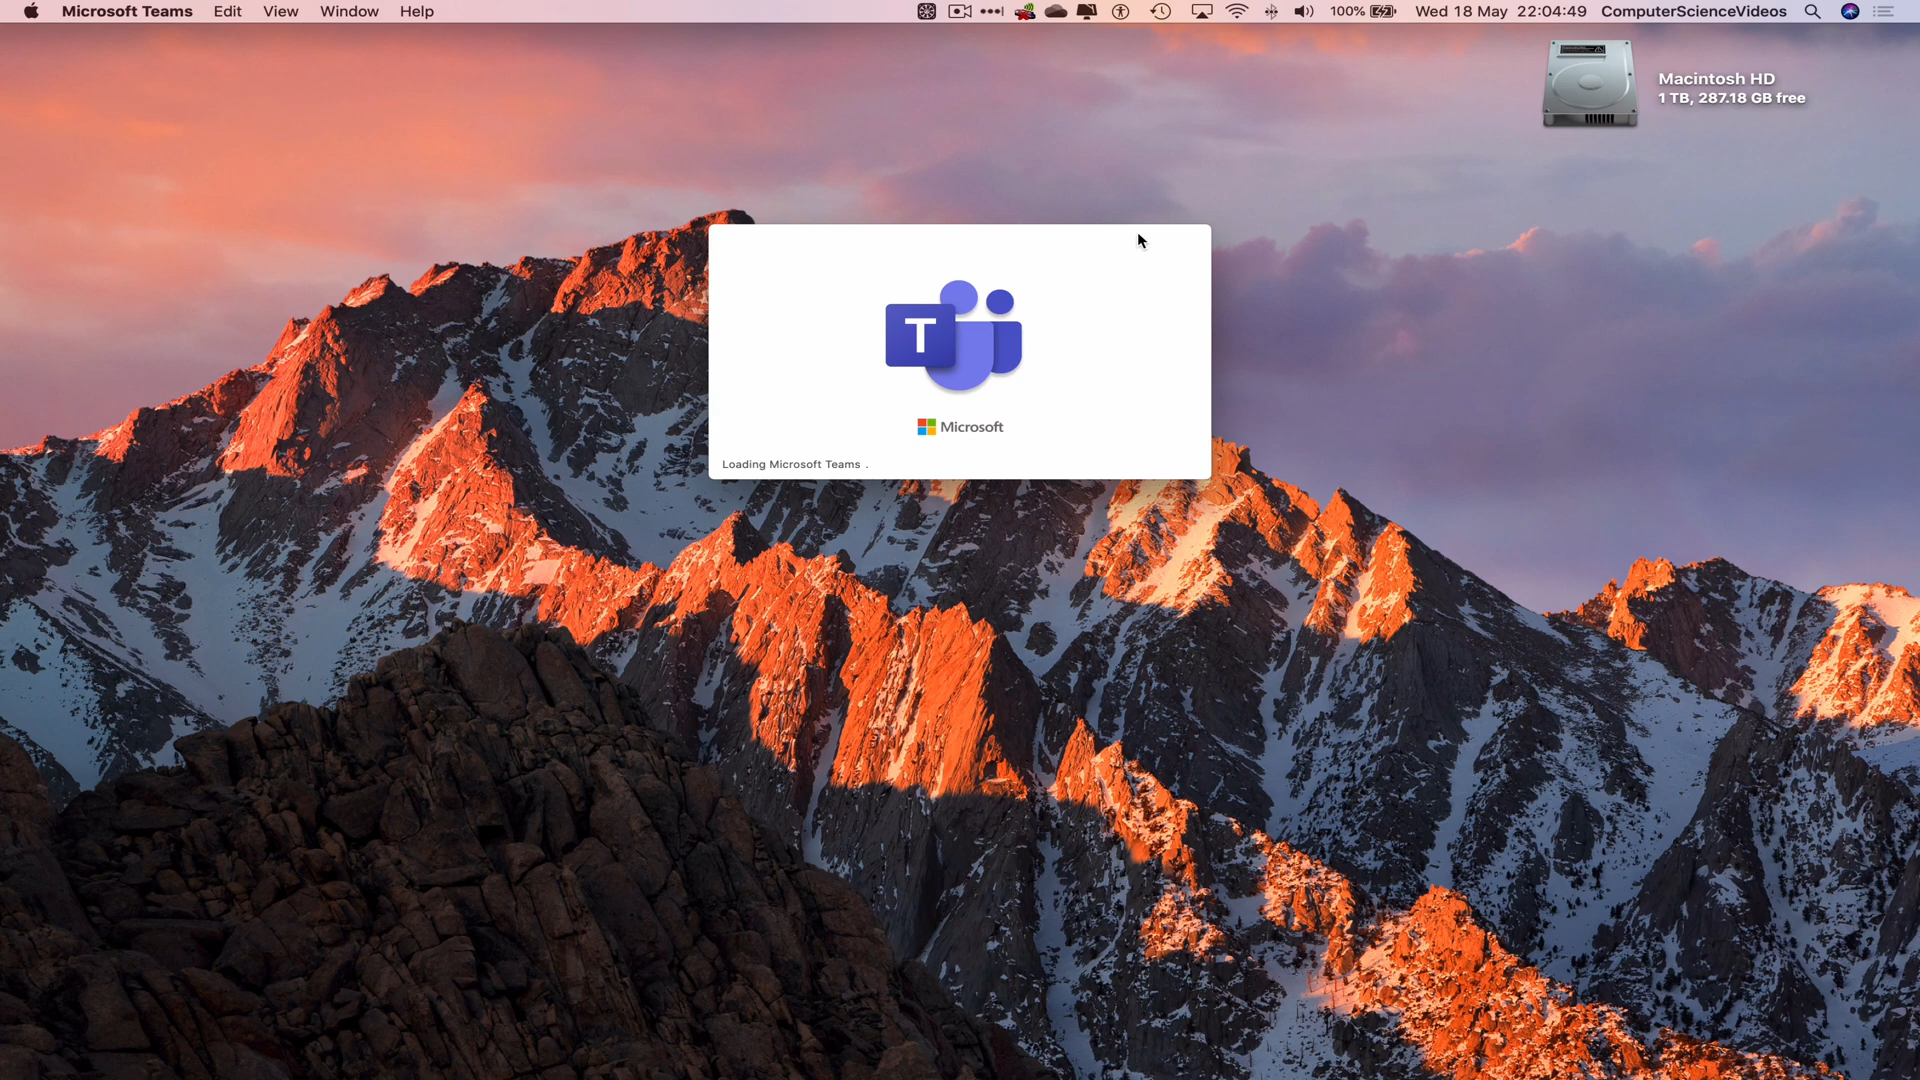 Microsoft Teams Edit View Window Help 100% Wed 18 May 22:04:49 ComputerScienceVideos
Macintosh HD
1 TB, 287.18 GB free
T
Microsoft
Loading Microsoft Teams .